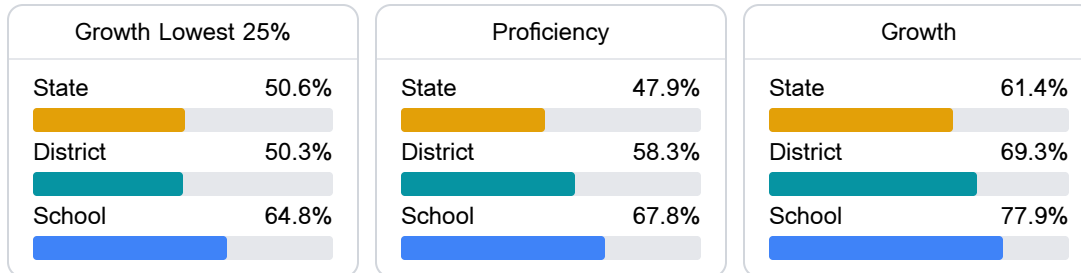 Growth Lowest 25%
State 50.6%
District 50.3%
School 64.8%
Proficiency
State 47.9%
District 58.3%
School 67.8%
Growth
State 61.4%
District 69.3%
School 77.9%